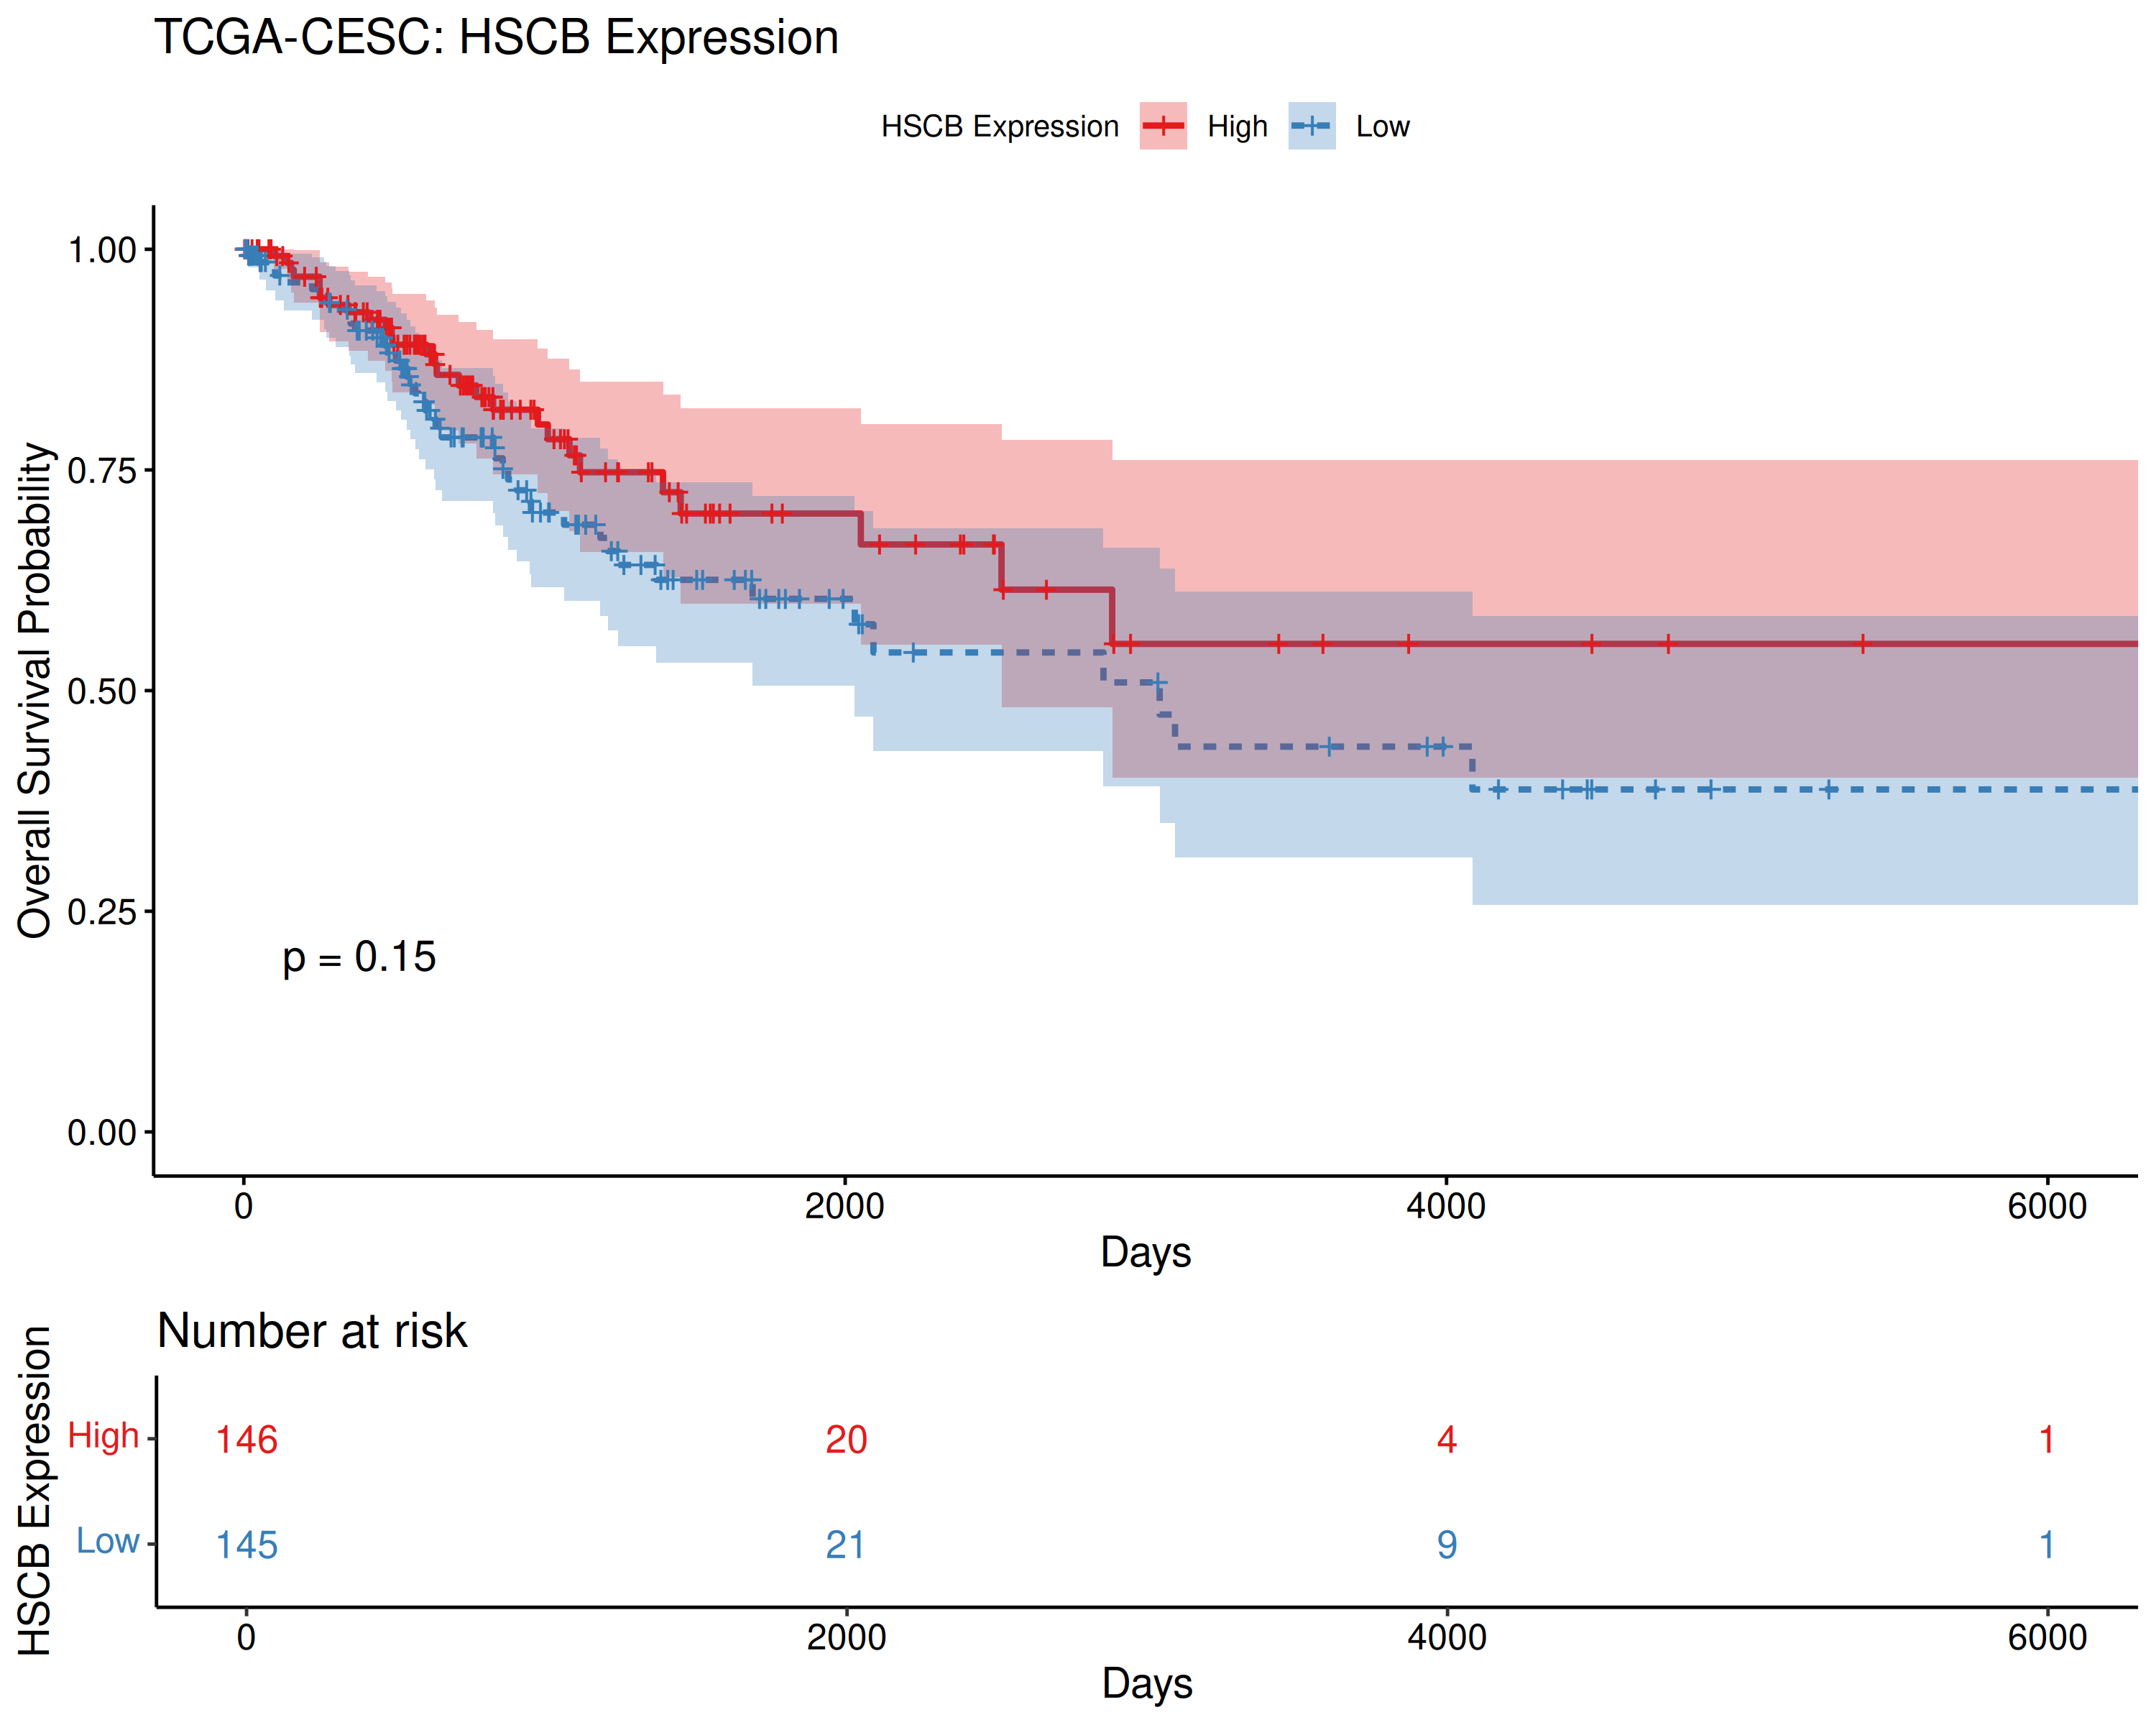 TCGA-CESC: HSCB Expression
HSCB Expression High Low
Overall Survival Probability
1.00
0.75
0.50
0.25
0.00
p = 0.15
0 2000 4000 6000
Days
Number at risk
HSCB Expression
High 146 20 4 1
Low 145 21 9 1
0 2000 4000 6000
Days